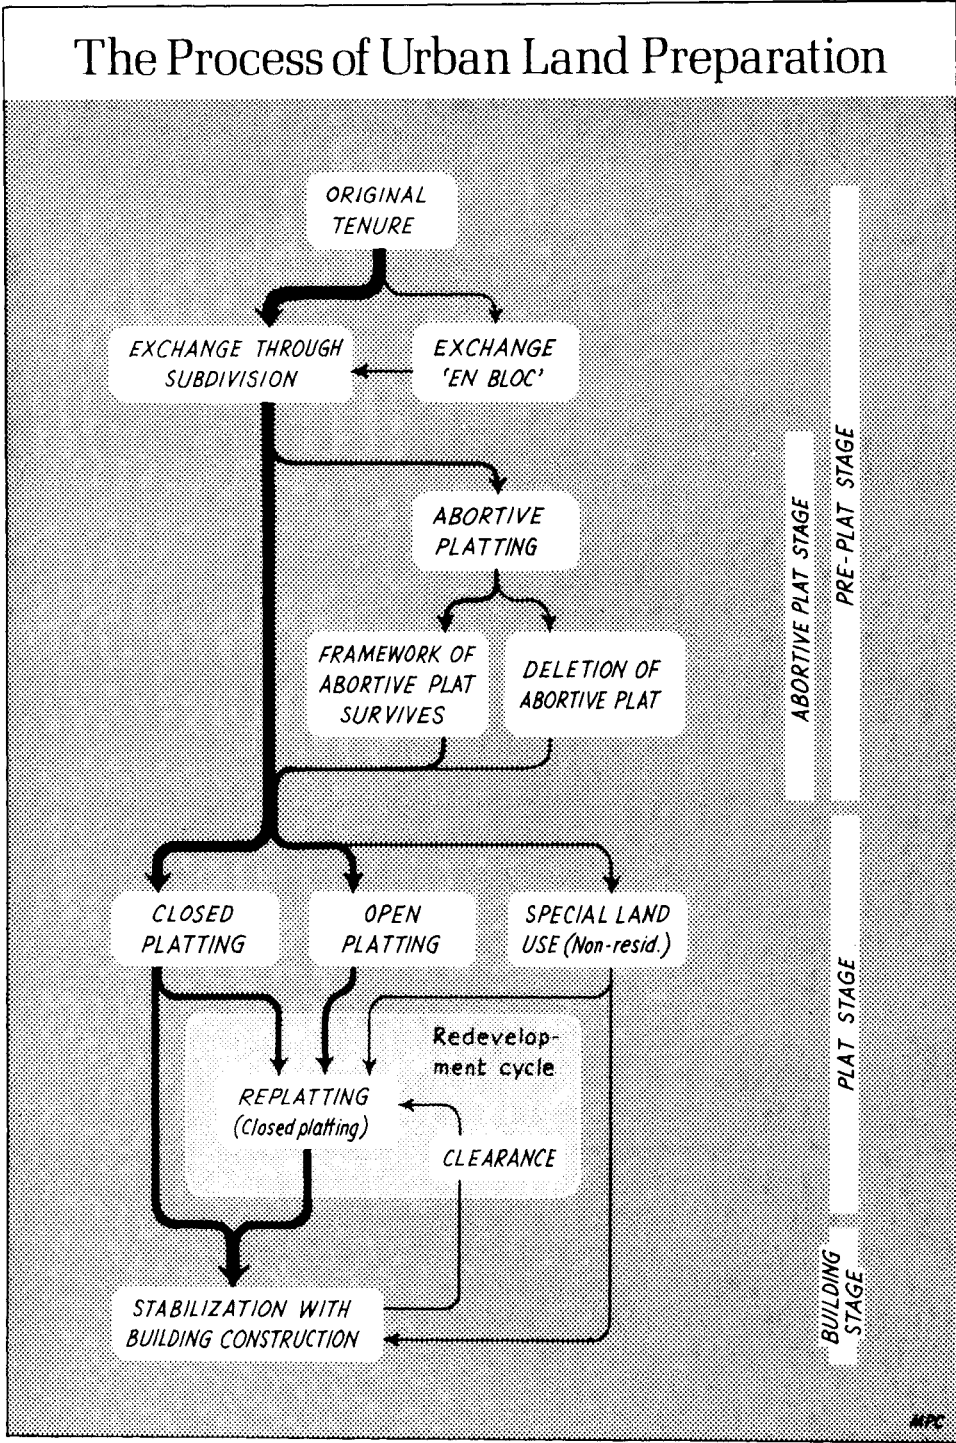 The Process of Urban Land Preparation
ORIGINAL
TENURE
EXCHANGE THROUGH
SUBDIVISION
EXCHANGE
'EN BLOC'
ABORTIVE
PLATTING
FRAMEWORK OF
ABORTIVE PLAT
SURVIVES
DELETION OF
ABORTIVE PLAT
ABORTIVE PLAT STAGE
PRE-PLAT STAGE
CLOSED
PLATTING
OPEN
PLATTING
SPECIAL LAND
USE (Non-resid.)
Redevelop-
ment cycle
REPLATTING
(Closed platting)
CLEARANCE
PLAT STAGE
STABILIZATION WITH
BUILDING CONSTRUCTION
BUILDING
STAGE
MPC